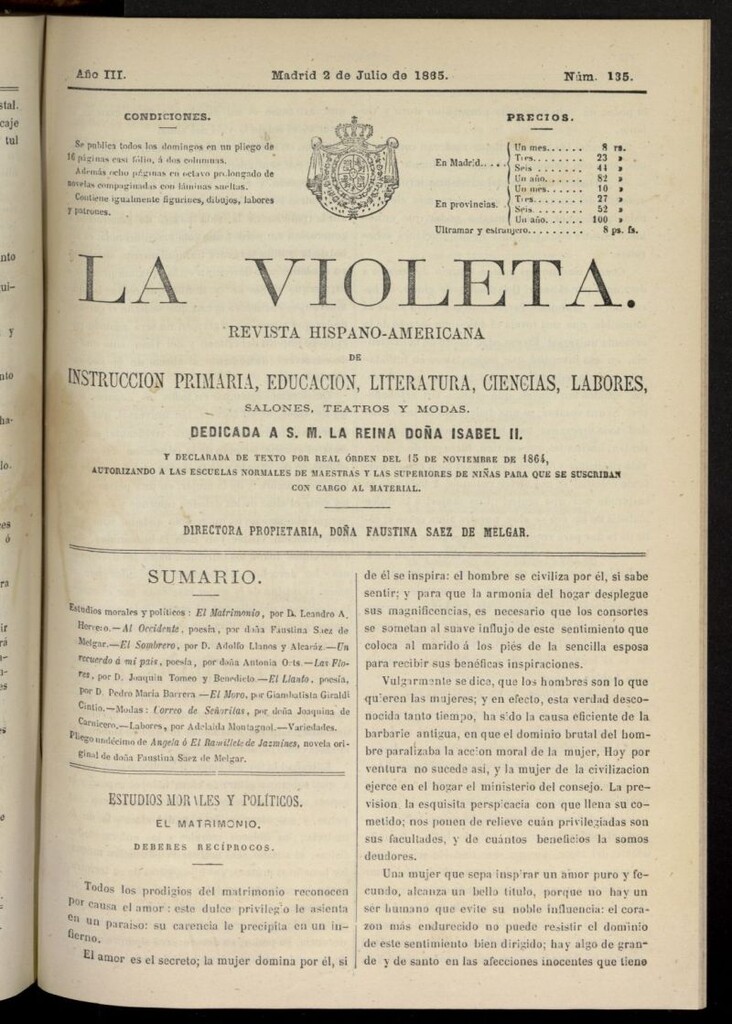 Año III.
Madrid 2 de Julio de 1865.
Núm. 135.
CONDICIONES.
Se publica todos los domingos en un pliego de
16 páginas casi fólio, á dos columnas.
Además ocho páginas en octavo prolongado de
novelas compaginadas con láminas sueltas.
Contiene igualmente figurines, dibujos, labores
y patrones.
PRECIOS.
En Madrid....
Un mes...... 8 rs.
Tres....... 23 »
Seis....... 44 »
Un año...... 82 »
En provincias.
Un mes...... 10 »
Tres....... 27 »
Seis....... 52 »
Un año...... 100 »
Ultramar y estranjero......... 8 ps. fs.
LA VIOLETA.
REVISTA HISPANO-AMERICANA
DE
INSTRUCCION PRIMARIA, EDUCACION, LITERATURA, CIENCIAS, LABORES,
SALONES, TEATROS Y MODAS.
DEDICADA A S. M. LA REINA DOÑA ISABEL II.
Y DECLARADA DE TEXTO POR REAL ÓRDEN DEL 15 DE NOVIEMBRE DE 1864,
AUTORIZANDO A LAS ESCUELAS NORMALES DE MAESTRAS Y LAS SUPERIORES DE NIÑAS PARA QUE SE SUSCRIBAN
CON CARGO AL MATERIAL.
DIRECTORA PROPIETARIA, DOÑA FAUSTINA SAEZ DE MELGAR.
SUMARIO.
Estudios morales y políticos: El Matrimonio, por D. Leandro A.
Herrero.—Al Occidente, poesía, por doña Faustina Saez de
Melgar.—El Sombrero, por D. Adolfo Llanos y Alcaráz.—Un
recuerdo á mi pais, poesía, por doña Antonia Orts.—Las Flo-
res, por D. Joaquin Tomeo y Benedicto.—El Llanto, poesía,
por D. Pedro Maria Barrera—El Moro, por Giambatista Giraldi
Cintio.—Modas: Correo de Señoritas, por doña Joaquina de
Carnicero.—Labores, por Adelaida Montagnol.—Variedades.
Pliego undécimo de Angela ó El Ramillete de Jazmines, novela ori-
ginal de doña Faustina Saez de Melgar.
ESTUDIOS MORALES Y POLÍTICOS.
EL MATRIMONIO.
DEBERES RECÍPROCOS.
Todos los prodigios del matrimonio reconocen
por causa el amor: este dulce privilegio le asienta
en un paraiso: su carencia le precipita en un in-
fierno.
El amor es el secreto; la mujer domina por él, si
de él se inspira: el hombre se civiliza por él, si sabe
sentir; y para que la armonia del hogar desplegue
sus magnificencias, es necesario que los consortes
se sometan al suave influjo de este sentimiento que
coloca al marido á los piés de la sencilla esposa
para recibir sus benéficas inspiraciones.
Vulgarmente se dice, que los hombres son lo que
quieren las mujeres; y en efecto, esta verdad desco-
nocida tanto tiempo, ha sido la causa eficiente de la
barbarie antigua, en que el dominio brutal del hom-
bre paralizaba la accion moral de la mujer. Hoy por
ventura no sucede asi, y la mujer de la civilizacion
ejerce en el hogar el ministerio del consejo. La pre-
vision, la esquisita perspicacia con que llena su co-
metido; nos ponen de relieve cuán privilegiadas son
sus facultades, y de cuántos beneficios la somos
deudores.
Una mujer que sepa inspirar un amor puro y fe-
cundo, alcanza un bello titulo, porque no hay un
ser humano que evite su noble influencia: el cora-
zon más endurecido no puede resistir el dominio
de este sentimiento bien dirigido; hay algo de gran-
de y de santo en las afecciones inocentes que tiene